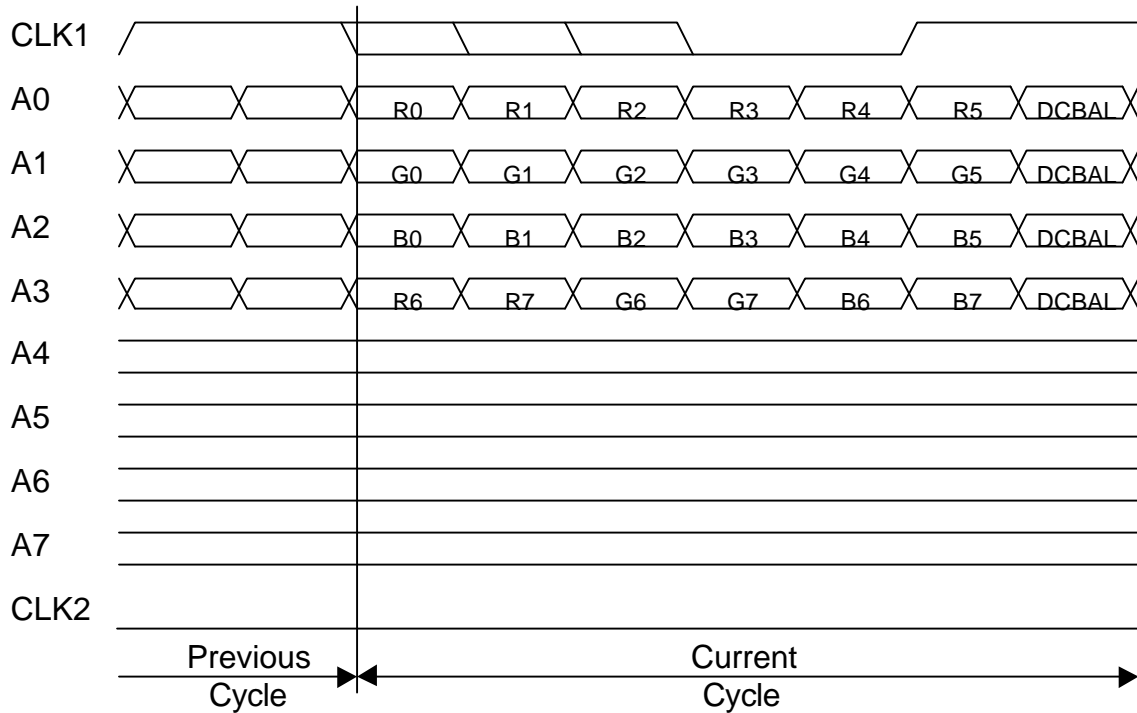 CLK1
A0 R0 R1 R2 R3 R4 R5 DCBAL
A1 G0 G1 G2 G3 G4 G5 DCBAL
A2 B0 B1 B2 B3 B4 B5 DCBAL
A3 R6 R7 G6 G7 B6 B7 DCBAL
A4
A5
A6
A7
CLK2
Previous
Cycle
Current
Cycle